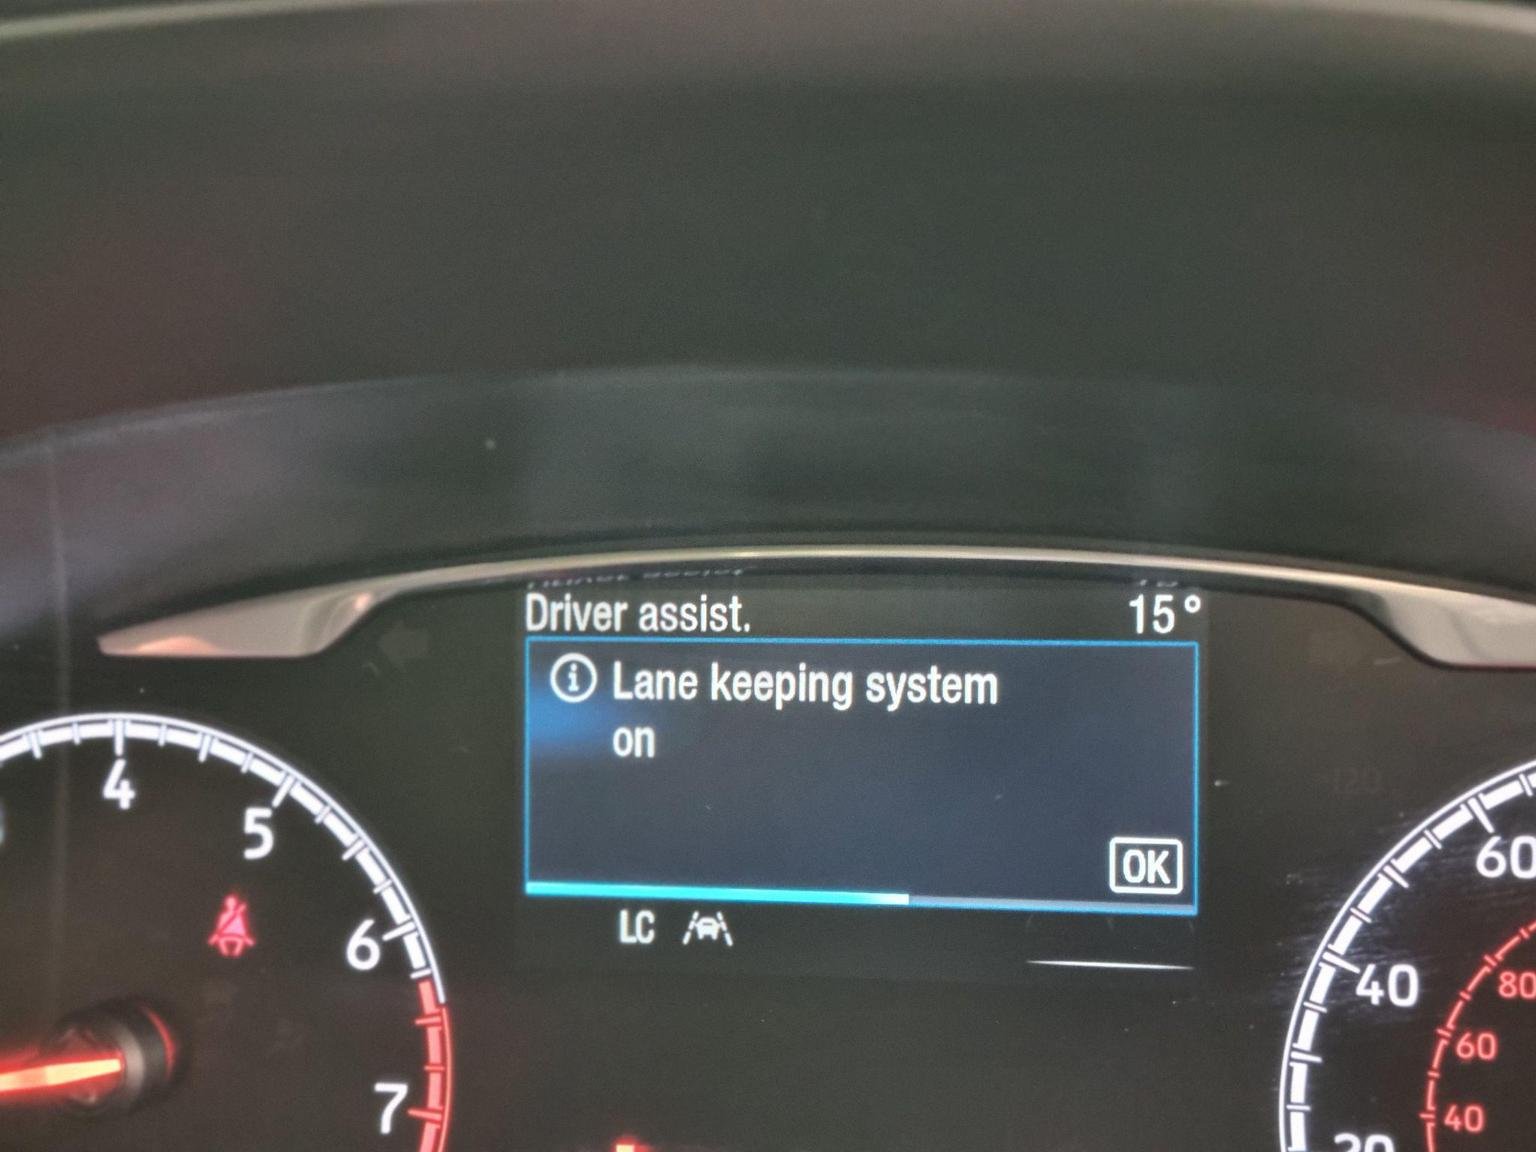 Driver assist. 15°
Lane keeping system
on
OK
LC
4
5
6
7
60
40
80
60
40